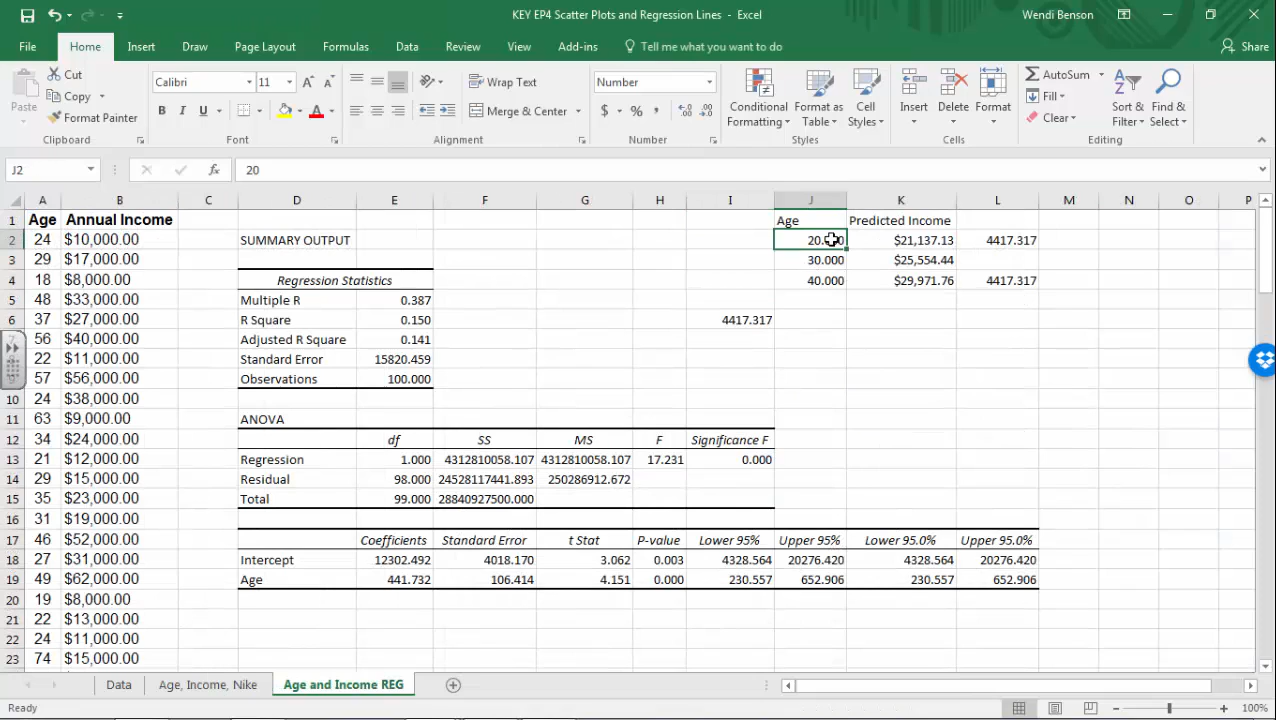 KEY EP4 Scatter Plots and Regression Lines - Excel
Wendi Benson
File Home Insert Draw Page Layout Formulas Data Review View Add-ins Tell me what you want to do Share
Paste
Cut
Copy
Format Painter
Clipboard
Calibri 11
B I U
Font
Wrap Text
Merge & Center
Alignment
Number
$ % ,
Number
Conditional Formatting
Format as Table
Cell Styles
Styles
Insert
Delete
Format
Cells
AutoSum
Fill
Clear
Sort & Filter
Find & Select
Editing
J2 fx 20
A B C D E F G H I J K L M N O P
1 Age Annual Income Age Predicted Income
2 24 $10,000.00 SUMMARY OUTPUT $21,137.13 4417.317
3 29 $17,000.00 30.000 $25,554.44
4 18 $8,000.00 Regression Statistics 40.000 $29,971.76 4417.317
5 48 $33,000.00 Multiple R 0.387
6 37 $27,000.00 R Square 0.150 4417.317
56 $40,000.00 Adjusted R Square 0.141
22 $11,000.00 Standard Error 15820.459
57 $56,000.00 Observations 100.000
10 24 $38,000.00
11 63 $9,000.00 ANOVA
12 34 $24,000.00 df SS MS F Significance F
13 21 $12,000.00 Regression 1.000 4312810058.107 4312810058.107 17.231 0.000
14 29 $15,000.00 Residual 98.000 24528117441.893 250286912.672
15 35 $23,000.00 Total 99.000 28840927500.000
16 31 $19,000.00
17 46 $52,000.00 Coefficients Standard Error t Stat P-value Lower 95% Upper 95% Lower 95.0% Upper 95.0%
18 27 $31,000.00 Intercept 12302.492 4018.170 3.062 0.003 4328.564 20276.420 4328.564 20276.420
19 49 $62,000.00 Age 441.732 106.414 4.151 0.000 230.557 652.906 230.557 652.906
20 19 $8,000.00
21 22 $13,000.00
22 24 $11,000.00
23 74 $15,000.00
Data Age, Income, Nike Age and Income REG
Ready 100%